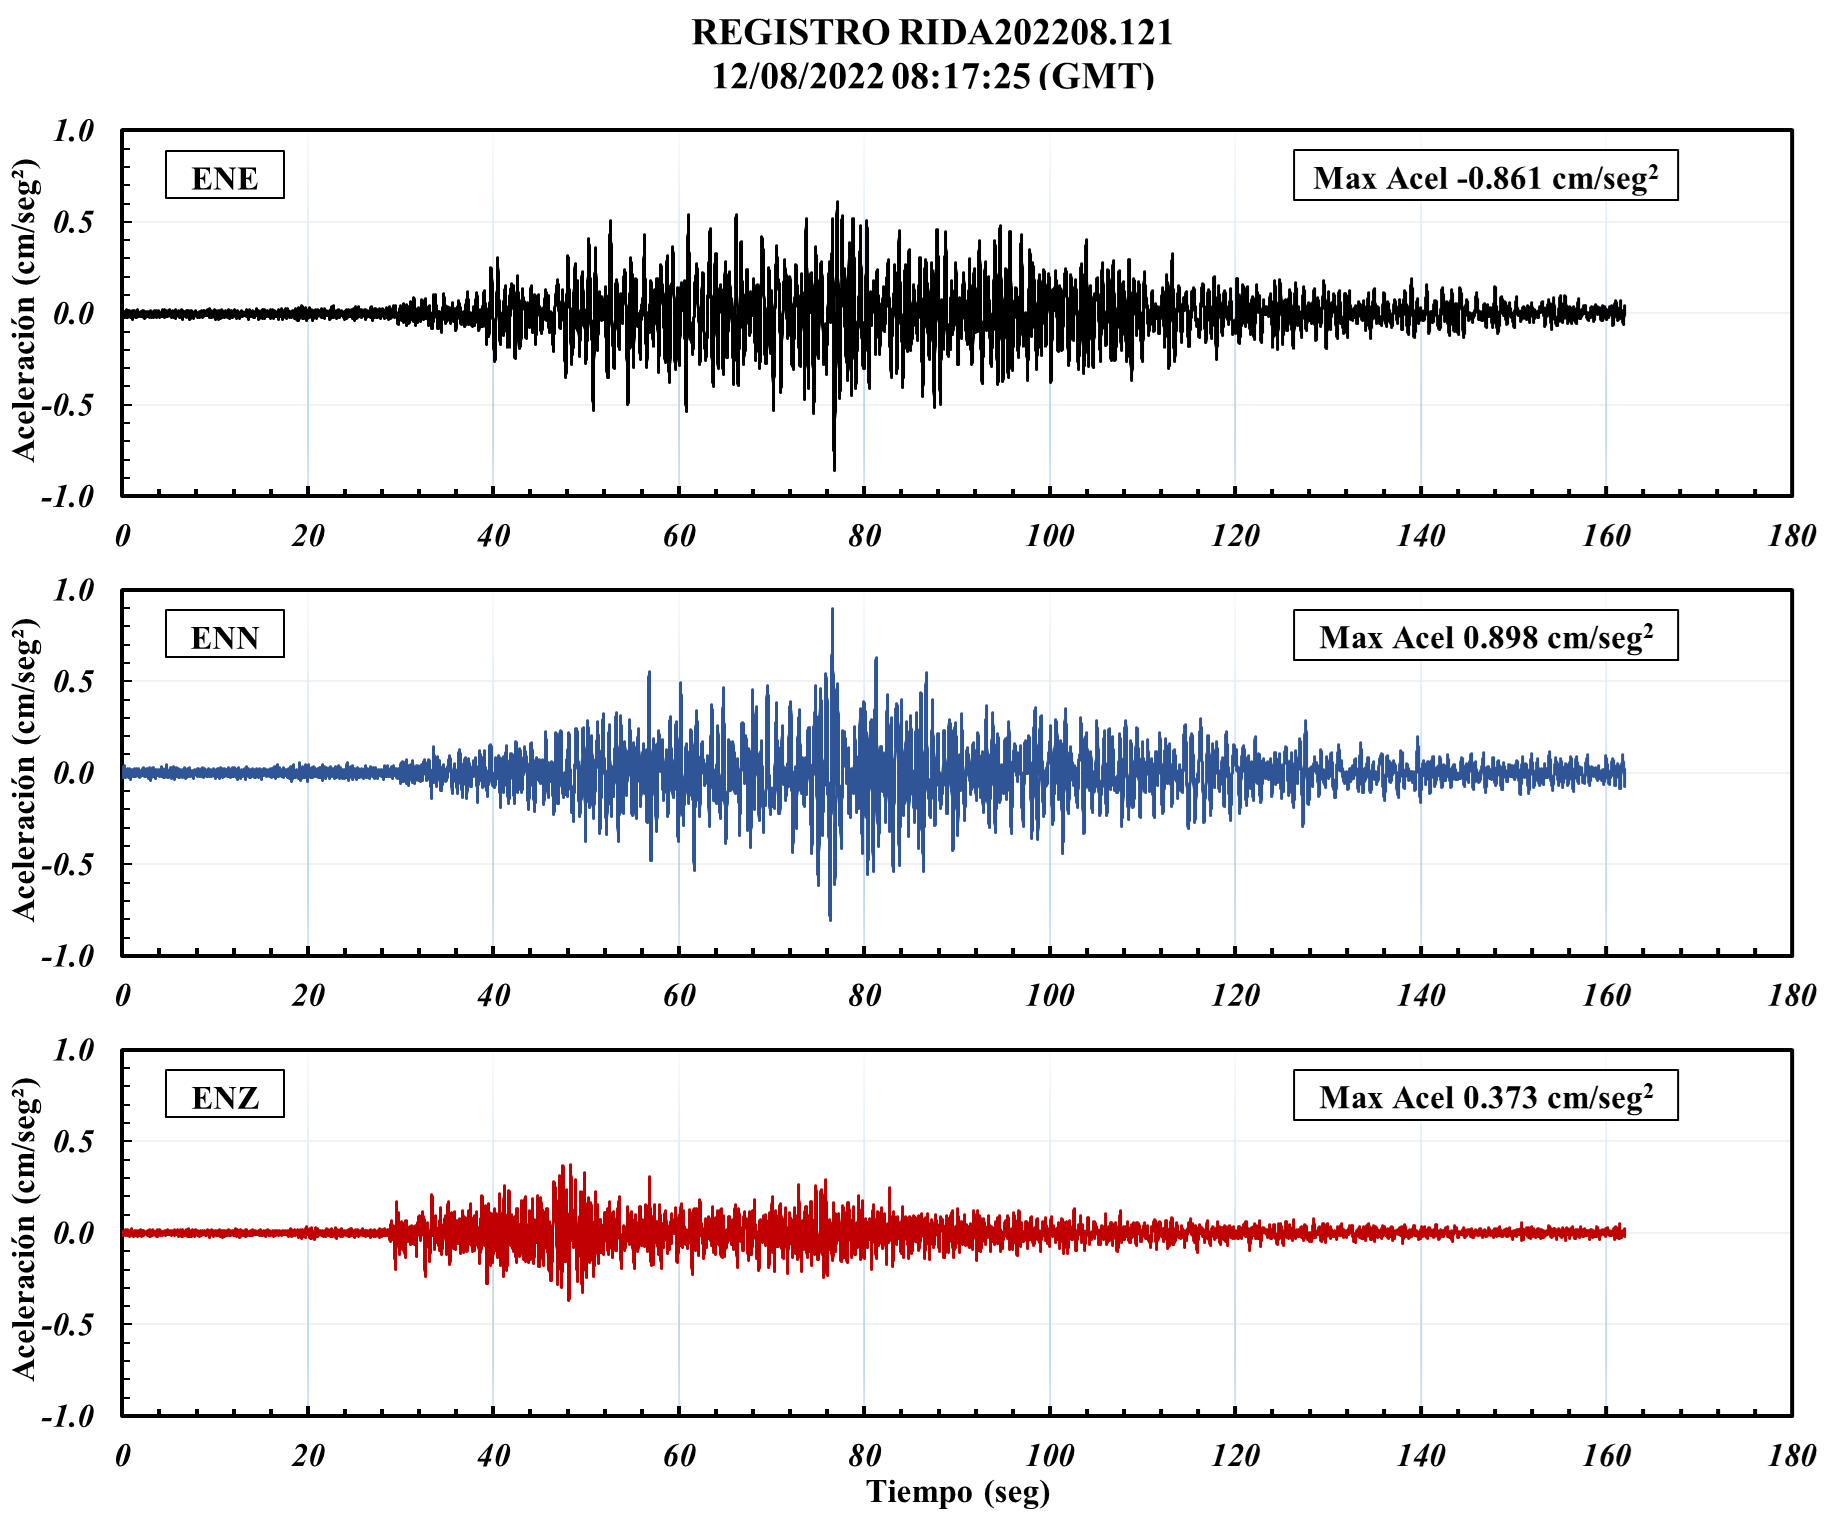 REGISTRO RIDA202208.121
12/08/2022 08:17:25 (GMT)
ENE
Max Acel -0.861 cm/seg²
Aceleración (cm/seg²)
1.0
0.5
0.0
-0.5
-1.0
0 20 40 60 80 100 120 140 160 180
ENN
Max Acel 0.898 cm/seg²
Aceleración (cm/seg²)
1.0
0.5
0.0
-0.5
-1.0
0 20 40 60 80 100 120 140 160 180
ENZ
Max Acel 0.373 cm/seg²
Aceleración (cm/seg²)
1.0
0.5
0.0
-0.5
-1.0
0 20 40 60 80 100 120 140 160 180
Tiempo (seg)